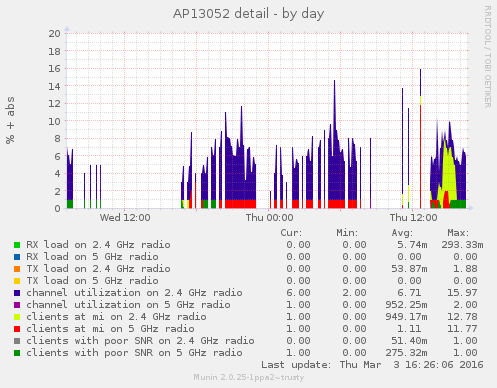 AP13052 detail - by day
RRDTOOL / TOBI OETIKER
% + abs
20
18
16
14
12
10
8
6
4
2
0
Wed 12:00 Thu 00:00 Thu 12:00
Cur: Min: Avg: Max:
RX load on 2.4 GHz radio 0.00 0.00 5.74m 293.33m
RX load on 5 GHz radio 0.00 0.00 0.00 0.00
TX load on 2.4 GHz radio 0.00 0.00 53.87m 1.88
TX load on 5 GHz radio 0.00 0.00 0.00 0.00
channel utilization on 2.4 GHz radio 6.00 2.00 6.71 15.97
channel utilization on 5 GHz radio 1.00 0.00 952.25m 2.00
clients at mi on 2.4 GHz radio 0.00 0.00 949.17m 12.78
clients at mi on 5 GHz radio 1.00 0.00 1.11 11.77
clients with poor SNR on 2.4 GHz radio 0.00 0.00 51.40m 1.00
clients with poor SNR on 5 GHz radio 1.00 0.00 275.32m 1.00
Last update: Thu Mar 3 16:26:06 2016
Munin 2.0.25-1ppa2~trusty